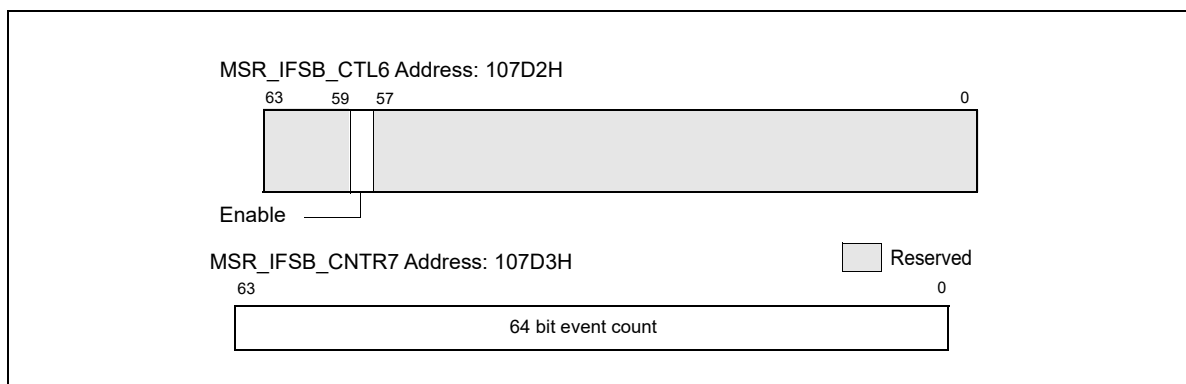 MSR_IFSB_CTL6 Address: 107D2H
63 59 57 0
Enable
MSR_IFSB_CNTR7 Address: 107D3H
Reserved
63 0
64 bit event count